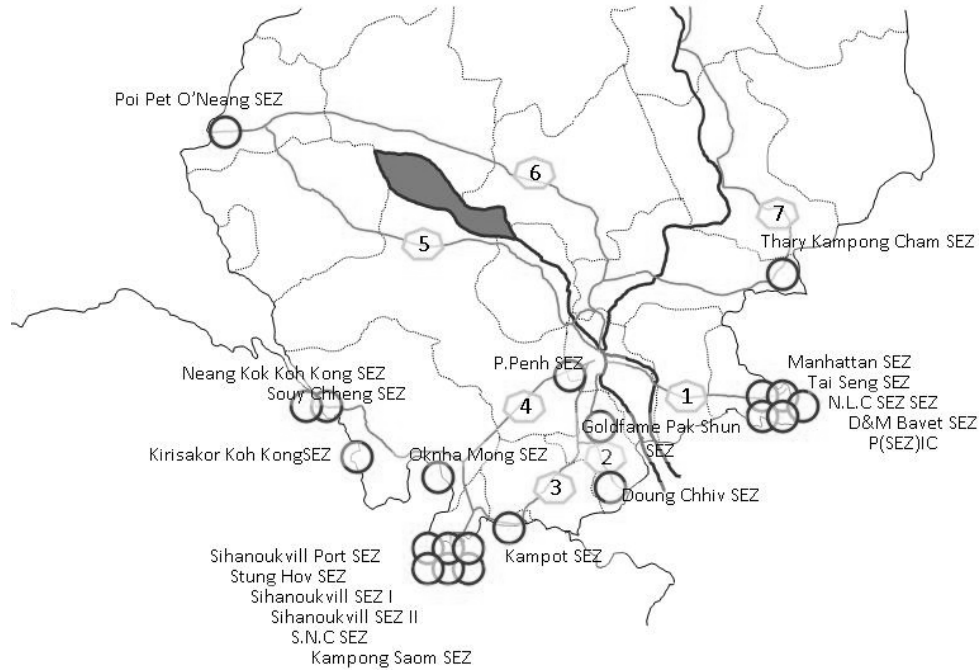 Poi Pet O'Neang SEZ
6
7
5
Thary Kampong Cham SEZ
P.Penh SEZ
Manhattan SEZ
Neang Kok Koh Kong SEZ
Tai Seng SEZ
Souy Chheng SEZ
1
4
N.L.C SEZ SEZ
D&M Bavet SEZ
Goldfame Pak Shun
SEZ
P(SEZ)IC
Kirisakor Koh KongSEZ
Oknha Mong SEZ
2
3
Doung Chhiv SEZ
Sihanoukvill Port SEZ
Kampot SEZ
Stung Hov SEZ
Sihanoukvill SEZ I
Sihanoukvill SEZ II
S.N.C SEZ
Kampong Saom SEZ